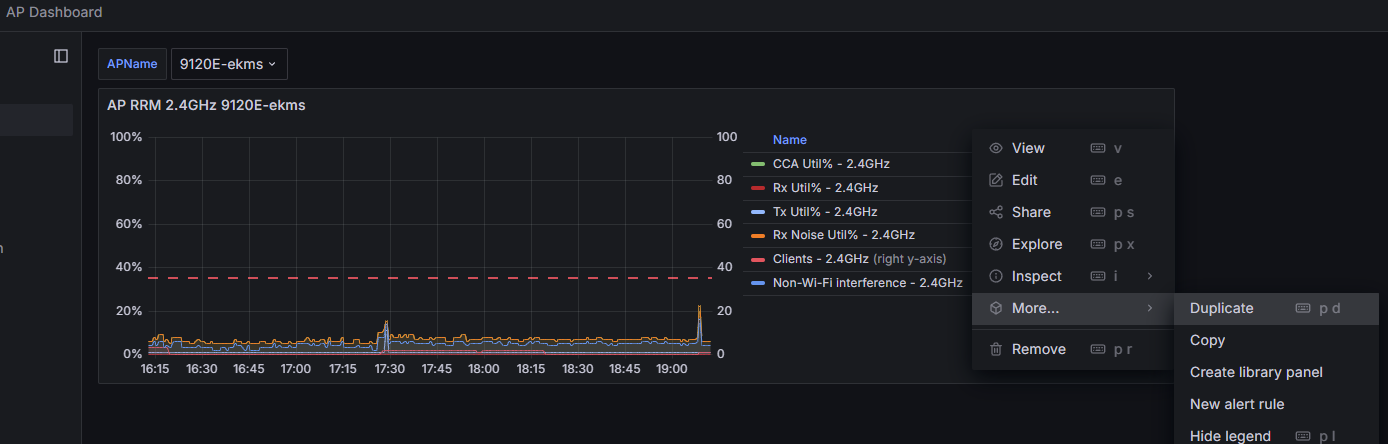 AP Dashboard
APName 9120E-ekms
AP RRM 2.4GHz 9120E-ekms
100%
80%
60%
40%
20%
0%
100
80
60
40
20
0
16:15 16:30 16:45 17:00 17:15 17:30 17:45 18:00 18:15 18:30 18:45 19:00
Name
CCA Util% - 2.4GHz
Rx Util% - 2.4GHz
Tx Util% - 2.4GHz
Rx Noise Util% - 2.4GHz
Clients - 2.4GHz (right y-axis)
Non-Wi-Fi interference - 2.4GHz
View v
Edit e
Share p s
Explore p x
Inspect i
More...
Remove p r
Duplicate p d
Copy
Create library panel
New alert rule
Hide legend p l